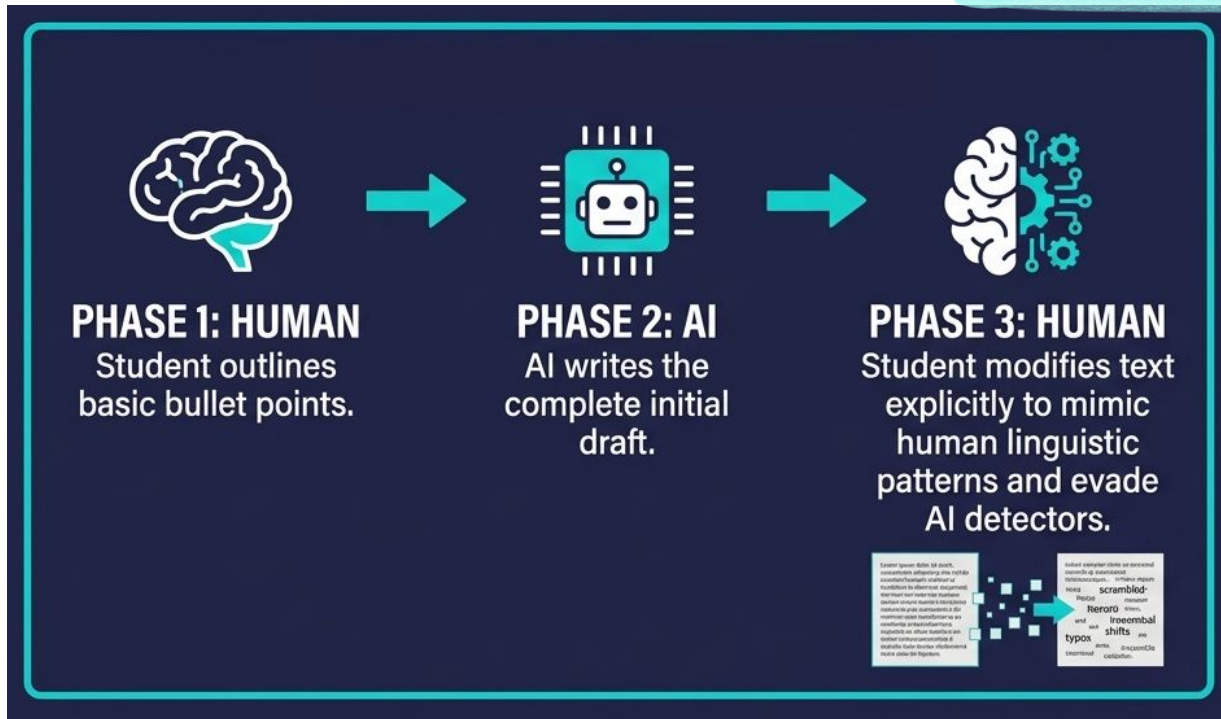 PHASE 1: HUMAN
Student outlines
basic bullet points.
PHASE 2: AI
AI writes the
complete initial
draft.
PHASE 3: HUMAN
Student modifies text
explicitly to mimic
human linguistic
patterns and evade
AI detectors.
scrambled-
shifts
typox